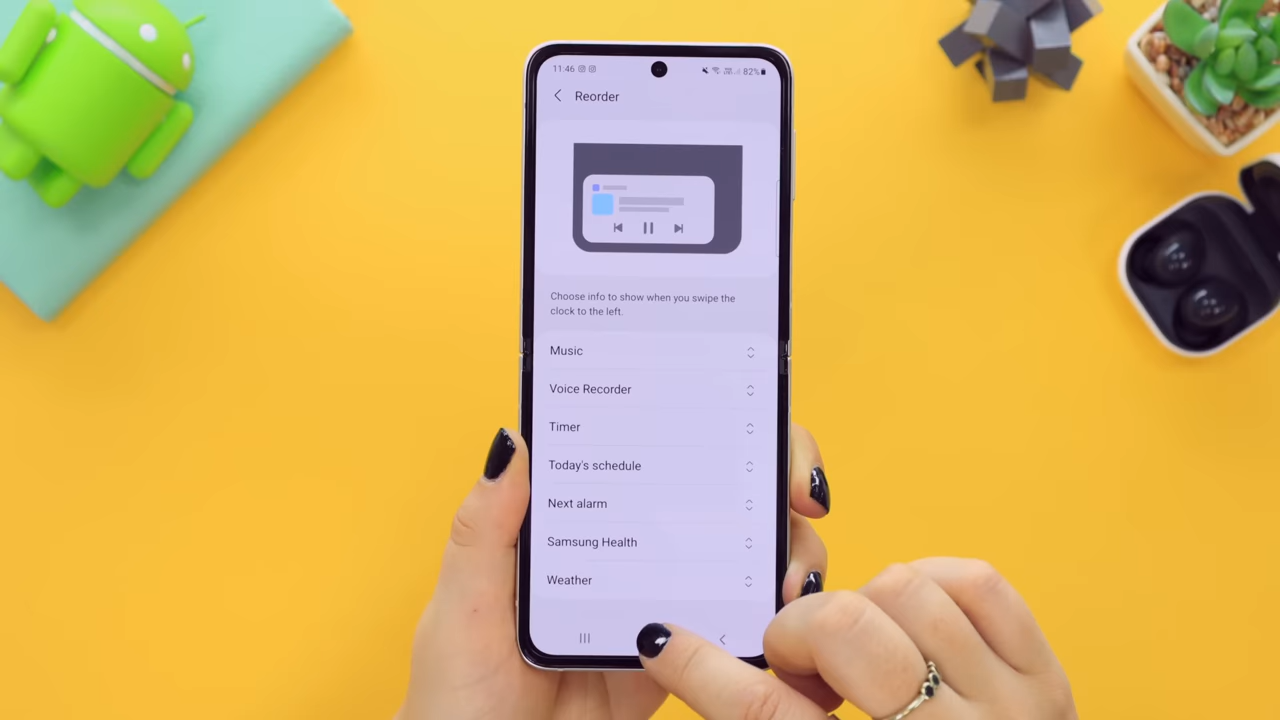 11:46
82%
Reorder
Choose info to show when you swipe the
clock to the left.
Music
Voice Recorder
Timer
Today's schedule
Next alarm
Samsung Health
Weather